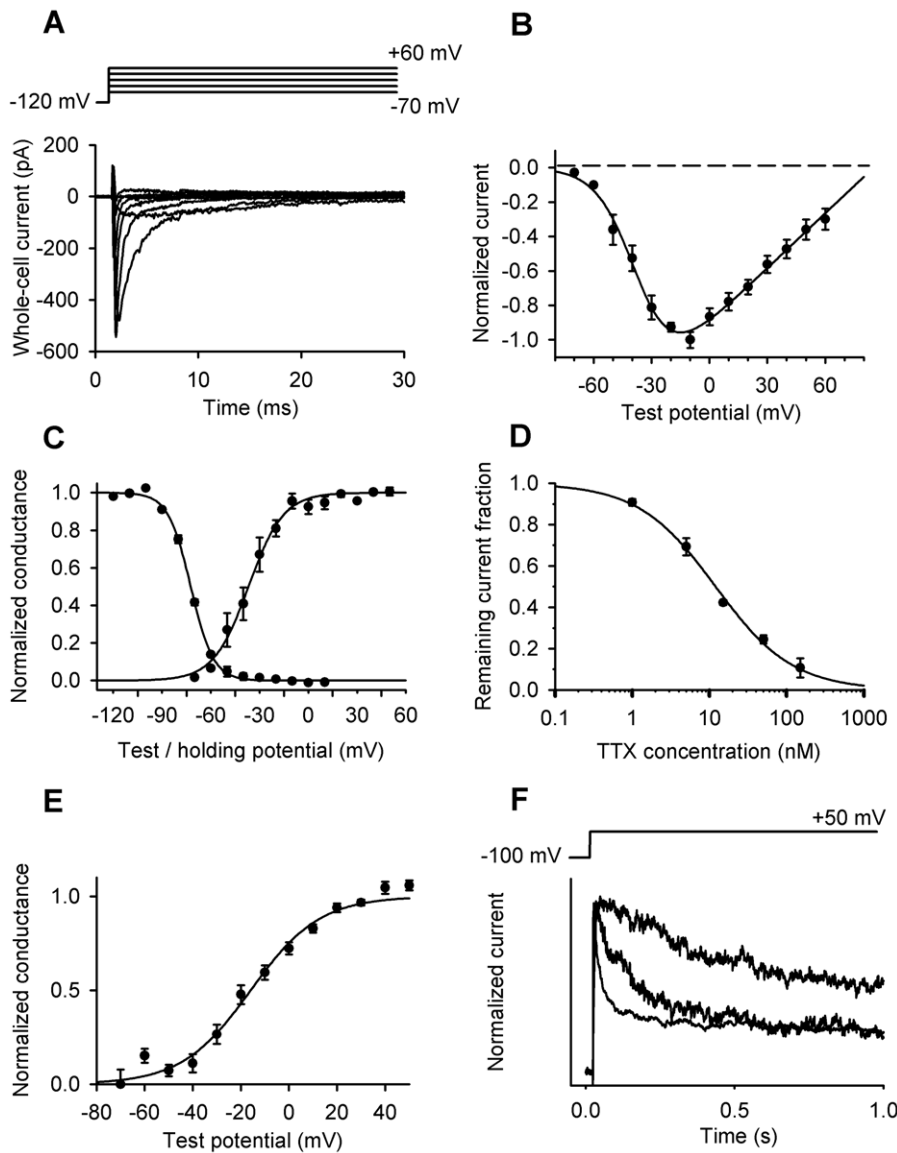 A
+60 mV
-120 mV
-70 mV
Whole-cell current (pA)
200
0
-200
-400
-600
0 10 20 30
Time (ms)
B
Normalized current
0.0
-0.2
-0.4
-0.6
-0.8
-1.0
-60 -30 0 30 60
Test potential (mV)
C
Normalized conductance
1.0
0.8
0.6
0.4
0.2
0.0
-120 -90 -60 -30 0 30 60
Test / holding potential (mV)
D
Remaining current fraction
1.0
0.8
0.6
0.4
0.2
0.0
0.1 1 10 100 1000
TTX concentration (nM)
E
Normalized conductance
1.0
0.5
0.0
-80 -60 -40 -20 0 20 40
Test potential (mV)
F
+50 mV
-100 mV
Normalized current
0.0 0.5 1.0
Time (s)